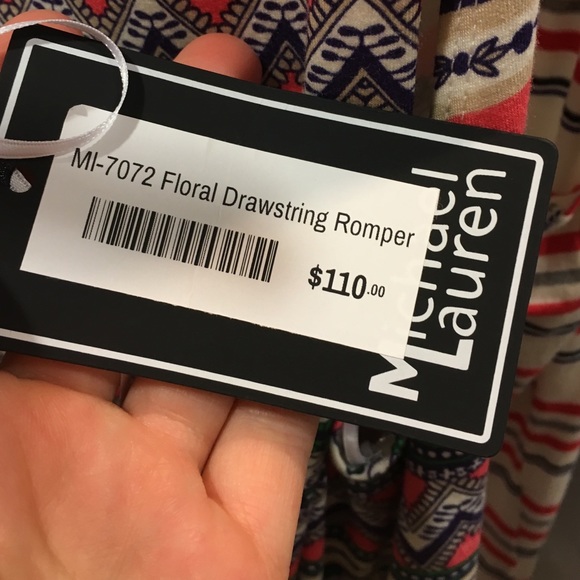 MI-7072 Floral Drawstring Romper
$110.00
Michael
Lauren